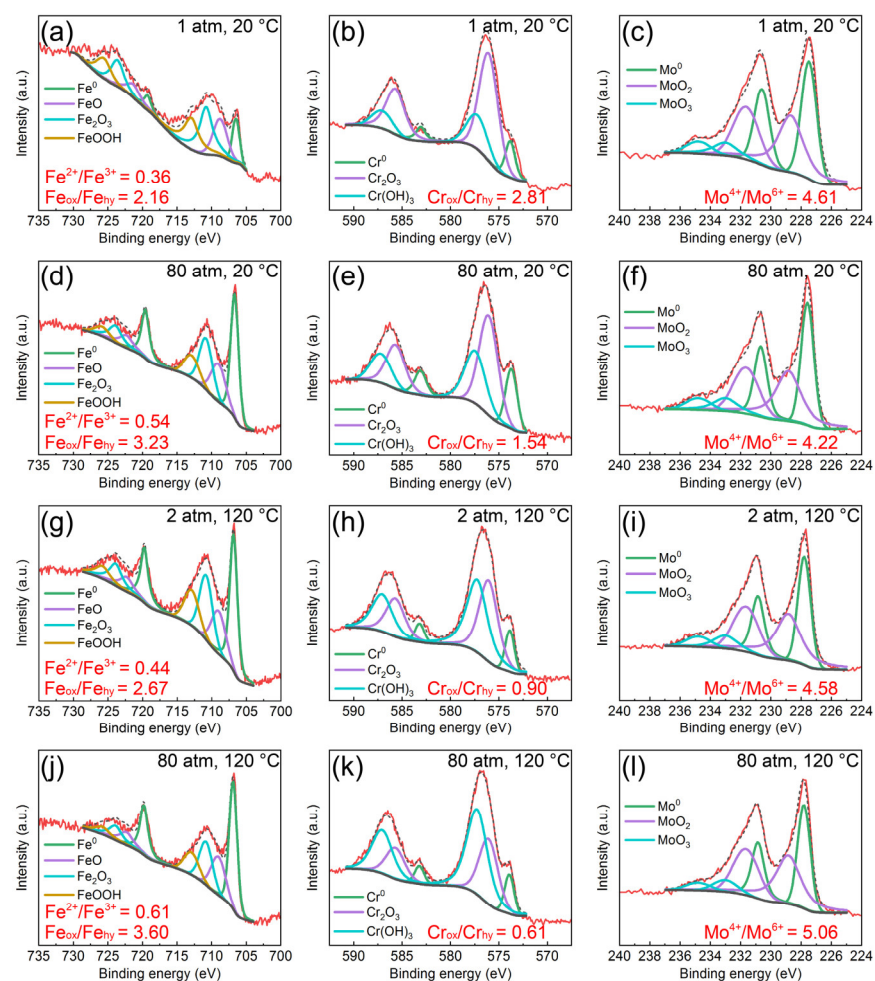 (a) 1 atm, 20 °C
Intensity (a.u.)
Fe⁰
FeO
Fe₂O₃
FeOOH
Fe²⁺/Fe³⁺ = 0.36
Feox/Fehy = 2.16
735 730 725 720 715 710 705 700
Binding energy (eV)
(b) 1 atm, 20 °C
Intensity (a.u.)
Cr⁰
Cr₂O₃
Cr(OH)₃
Crox/Crhy = 2.81
590 585 580 575 570
Binding energy (eV)
(c) 1 atm, 20 °C
Intensity (a.u.)
Mo⁰
MoO₂
MoO₃
Mo⁴⁺/Mo⁶⁺ = 4.61
240 238 236 234 232 230 228 226 224
Binding energy (eV)
(d) 80 atm, 20 °C
Intensity (a.u.)
Fe⁰
FeO
Fe₂O₃
FeOOH
Fe²⁺/Fe³⁺ = 0.54
Feox/Fehy = 3.23
735 730 725 720 715 710 705 700
Binding energy (eV)
(e) 80 atm, 20 °C
Intensity (a.u.)
Cr⁰
Cr₂O₃
Cr(OH)₃
Crox/Crhy = 1.54
590 585 580 575 570
Binding energy (eV)
(f) 80 atm, 20 °C
Intensity (a.u.)
Mo⁰
MoO₂
MoO₃
Mo⁴⁺/Mo⁶⁺ = 4.22
240 238 236 234 232 230 228 226 224
Binding energy (eV)
(g) 2 atm, 120 °C
Intensity (a.u.)
Fe⁰
FeO
Fe₂O₃
FeOOH
Fe²⁺/Fe³⁺ = 0.44
Feox/Fehy = 2.67
735 730 725 720 715 710 705 700
Binding energy (eV)
(h) 2 atm, 120 °C
Intensity (a.u.)
Cr⁰
Cr₂O₃
Cr(OH)₃
Crox/Crhy = 0.90
590 585 580 575 570
Binding energy (eV)
(i) 2 atm, 120 °C
Intensity (a.u.)
Mo⁰
MoO₂
MoO₃
Mo⁴⁺/Mo⁶⁺ = 4.58
240 238 236 234 232 230 228 226 224
Binding energy (eV)
(j) 80 atm, 120 °C
Intensity (a.u.)
Fe⁰
FeO
Fe₂O₃
FeOOH
Fe²⁺/Fe³⁺ = 0.61
Feox/Fehy = 3.60
735 730 725 720 715 710 705 700
Binding energy (eV)
(k) 80 atm, 120 °C
Intensity (a.u.)
Cr⁰
Cr₂O₃
Cr(OH)₃
Crox/Crhy = 0.61
590 585 580 575 570
Binding energy (eV)
(l) 80 atm, 120 °C
Intensity (a.u.)
Mo⁰
MoO₂
MoO₃
Mo⁴⁺/Mo⁶⁺ = 5.06
240 238 236 234 232 230 228 226 224
Binding energy (eV)